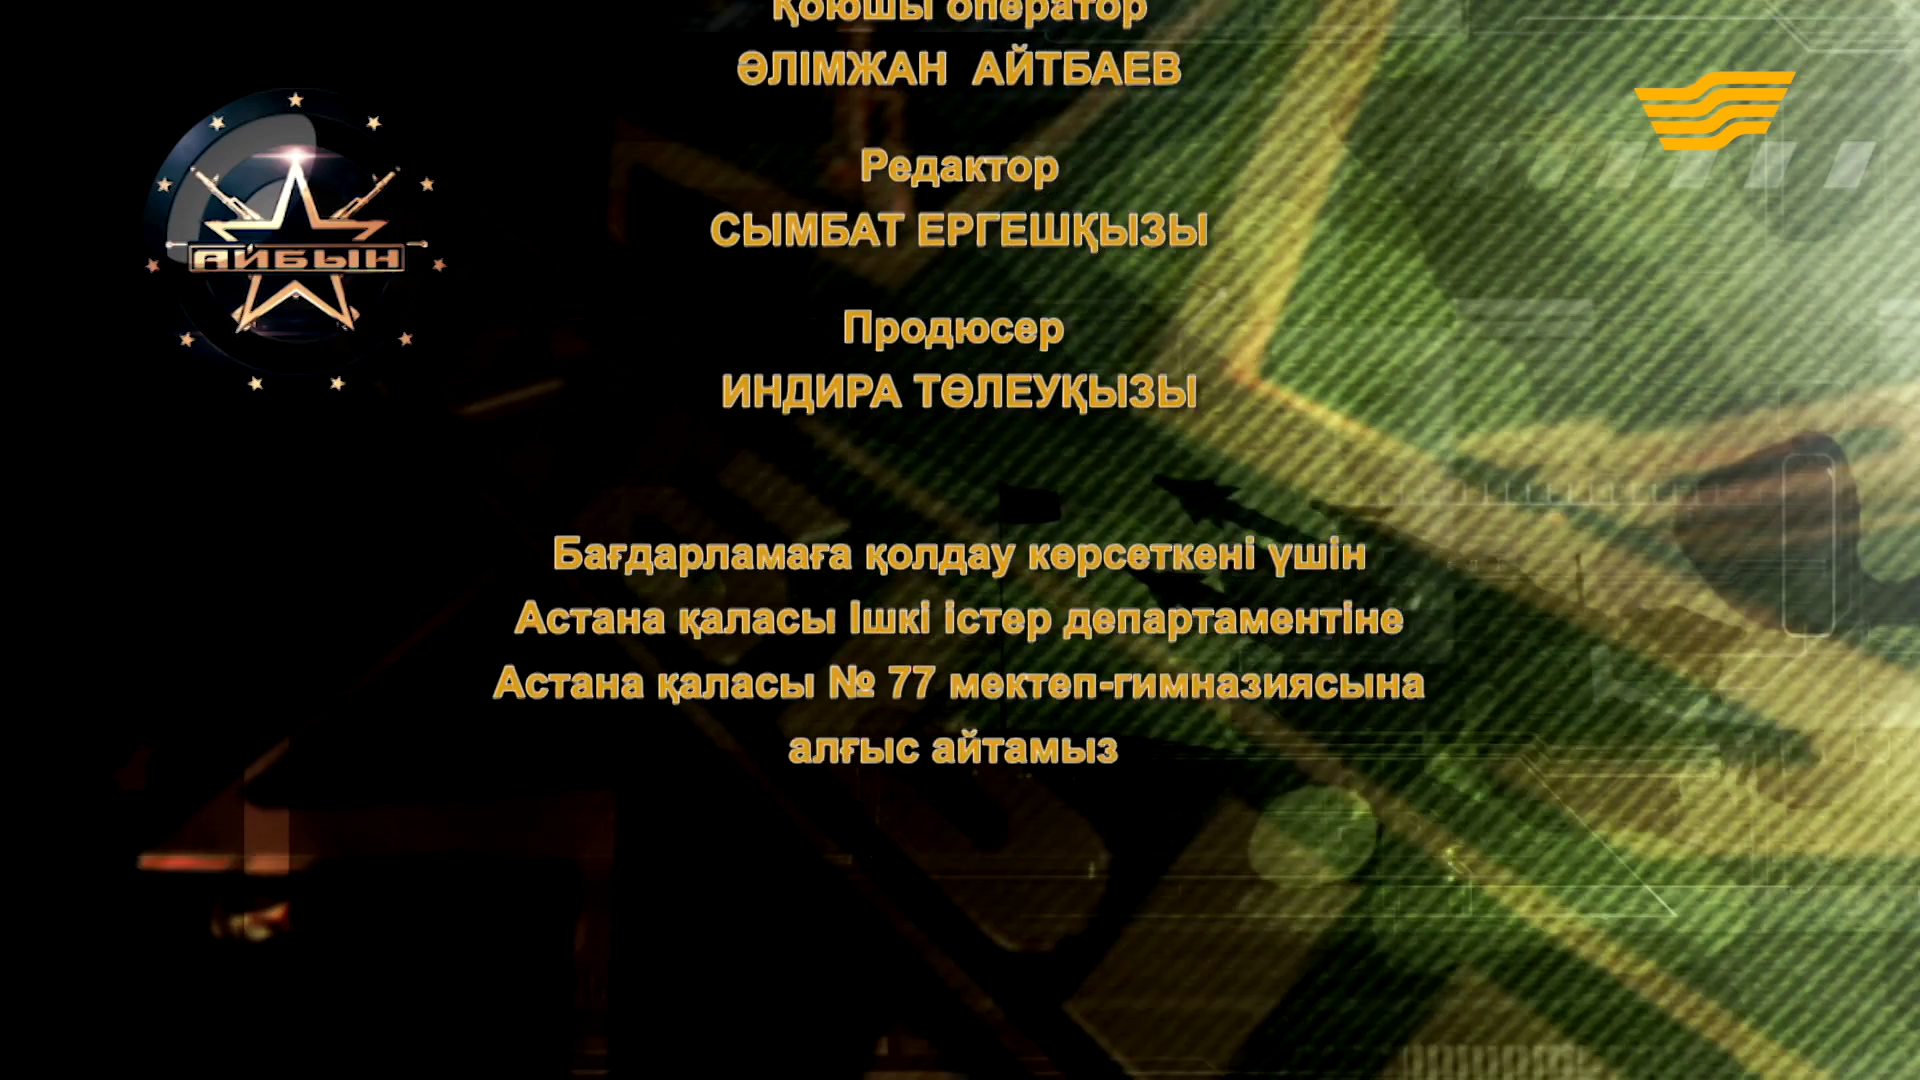 Қоюшы оператор
ӘЛІМЖАН АЙТБАЕВ
Редактор
СЫМБАТ ЕРГЕШҚЫЗЫ
АЙБЫН
Продюсер
ИНДИРА ТӨЛЕУҚЫЗЫ
Бағдарламаға қолдау көрсеткені үшін
Астана қаласы Ішкі істер департаментіне
Астана қаласы № 77 мектеп-гимназиясына
алғыс айтамыз